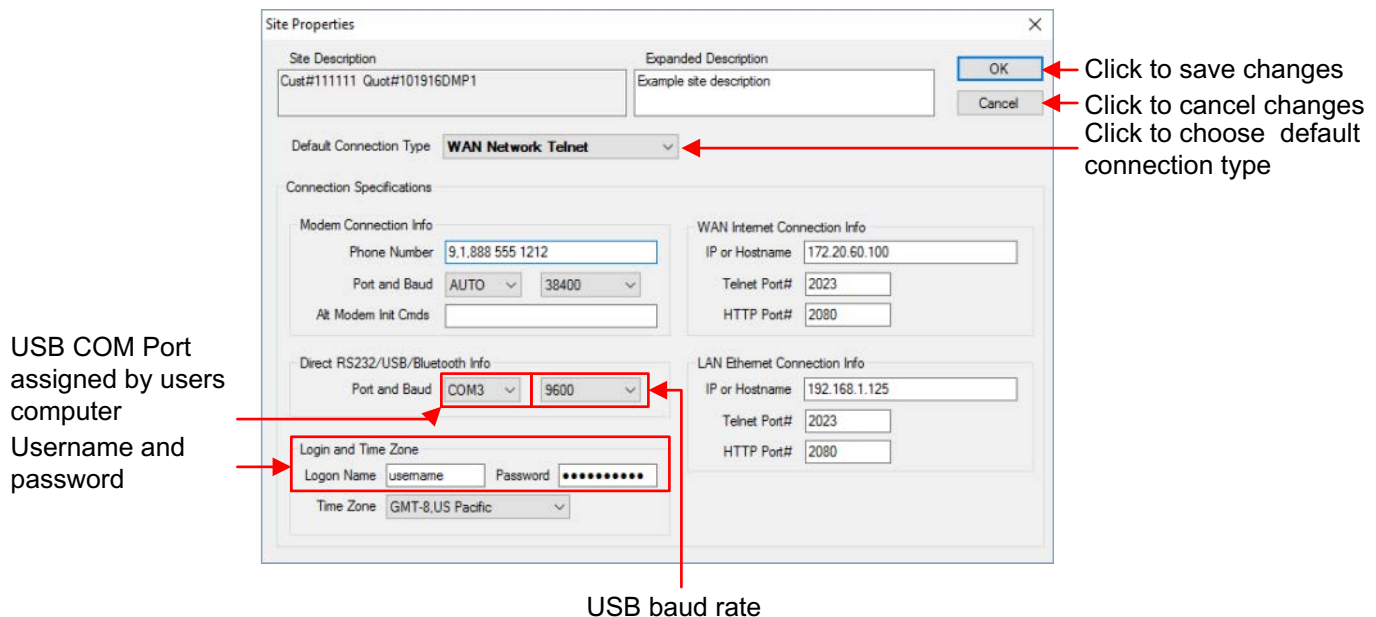 Site Properties
Site Description
Expanded Description
Cust#111111 Quot#101916DMP1
Example site description
OK
Click to save changes
Cancel
Click to cancel changes
Default Connection Type
WAN Network Telnet
Click to choose default
connection type
Connection Specifications
Modem Connection Info
Phone Number 9,1,888 555 1212
Port and Baud AUTO 38400
Alt Modem Init Cmds
WAN Internet Connection Info
IP or Hostname 172.20.60.100
Telnet Port# 2023
HTTP Port# 2080
USB COM Port
assigned by users
computer
Direct RS232/USB/Bluetooth Info
Port and Baud COM3 9600
LAN Ethernet Connection Info
IP or Hostname 192.168.1.125
Telnet Port# 2023
HTTP Port# 2080
Username and
password
Login and Time Zone
Logon Name username Password ●●●●●●●●●●
Time Zone GMT-8,US Pacific
USB baud rate